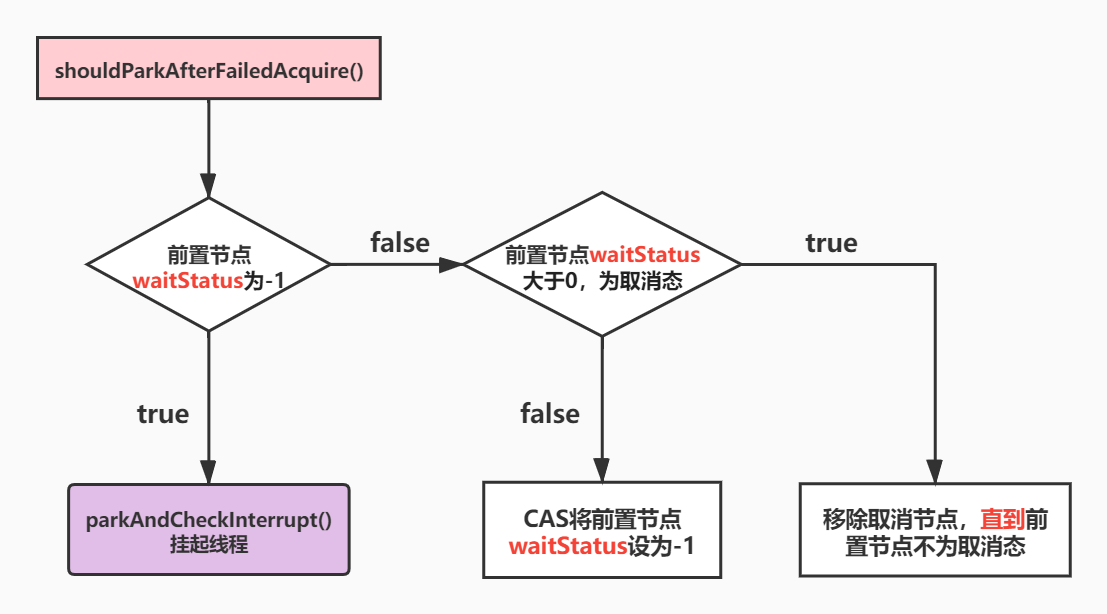 shouldParkAfterFailedAcquire()
前置节点
waitStatus为-1
false
前置节点waitStatus
大于0，为取消态
true
true
false
parkAndCheckInterrupt()
挂起线程
CAS将前置节点
waitStatus设为-1
移除取消节点，直到前
置节点不为取消态